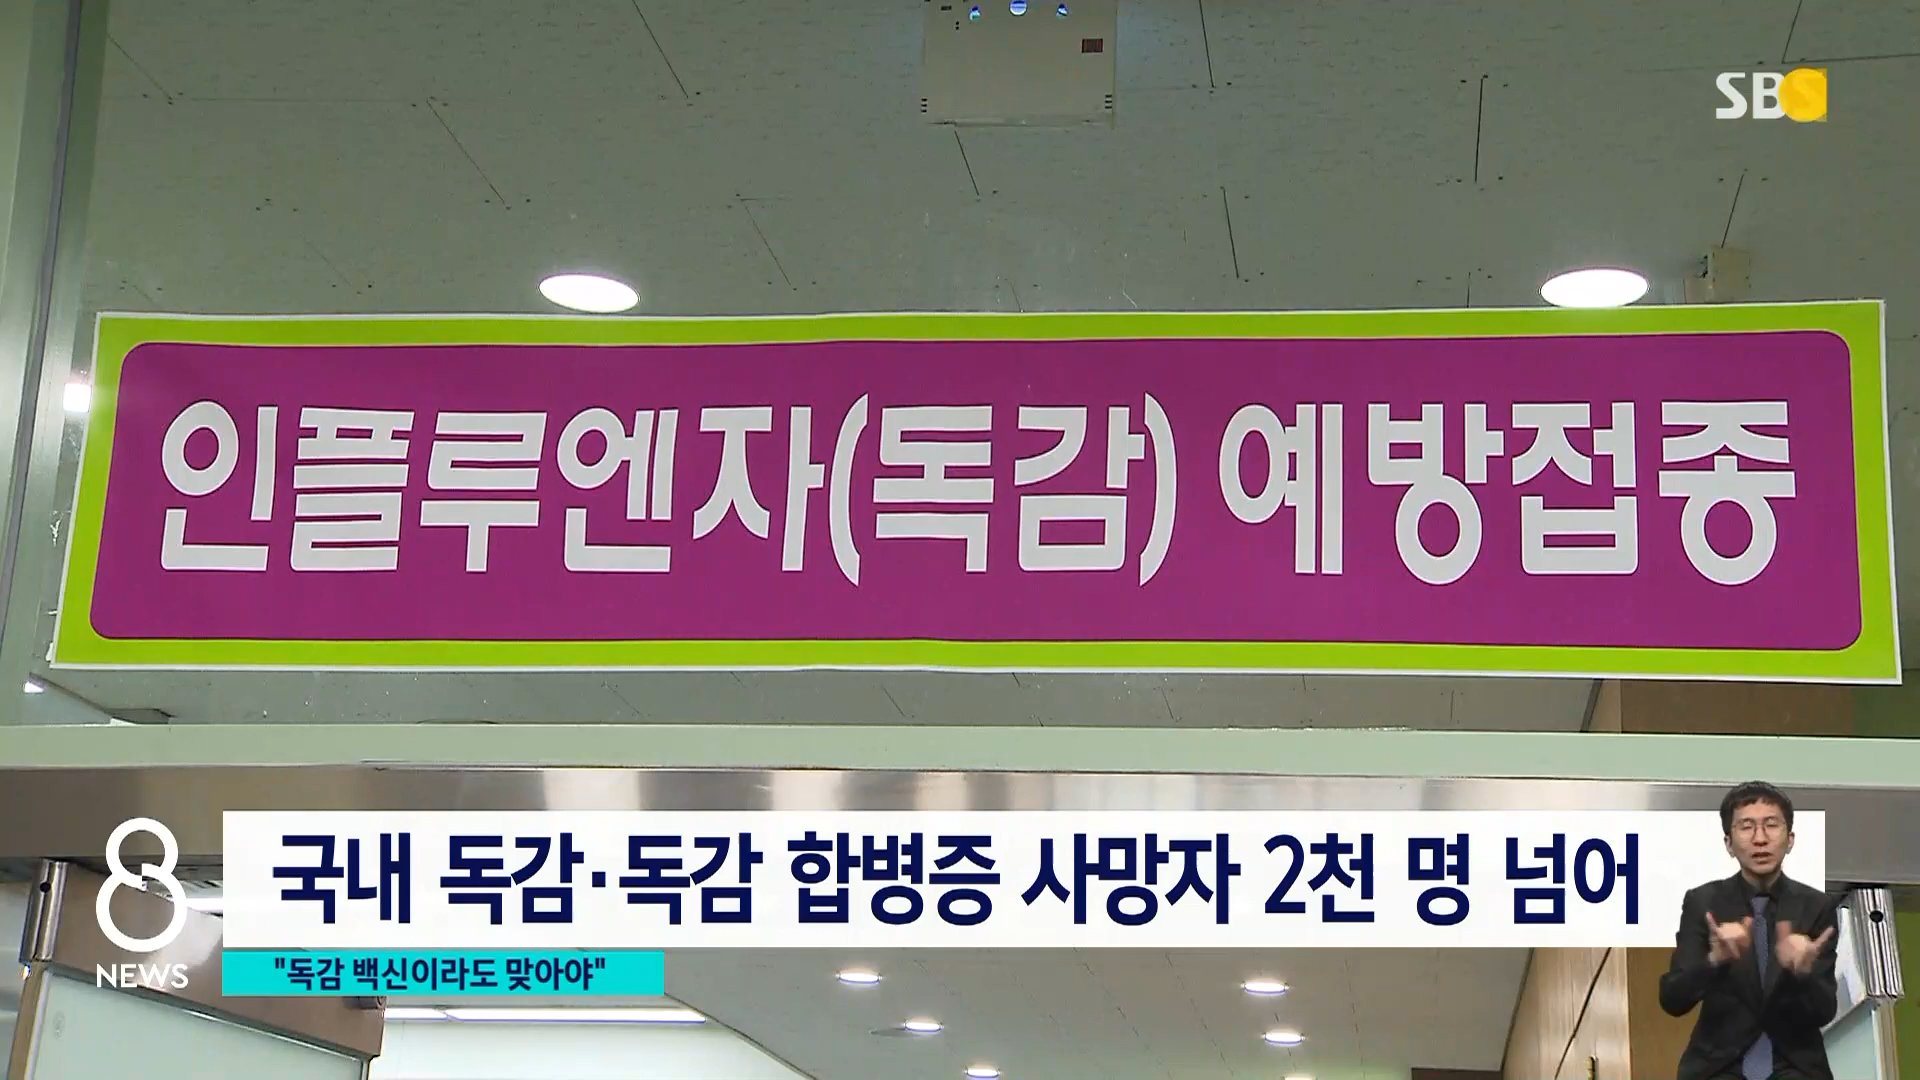 SBS
인플루엔자(독감) 예방접종
국내 독감·독감 합병증 사망자 2천 명 넘어
8 NEWS
"독감 백신이라도 맞아야"